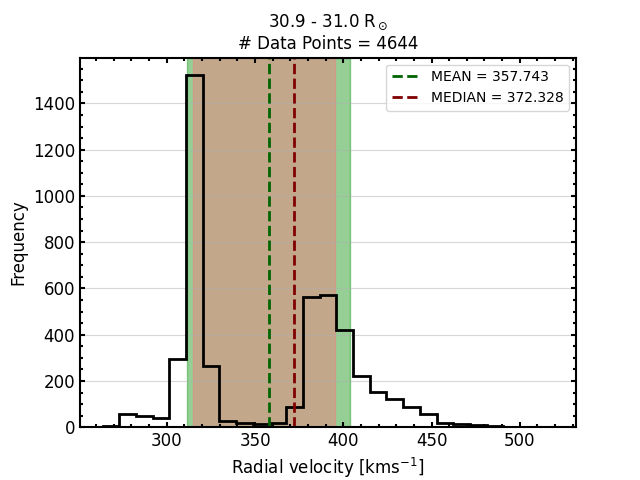 30.9 - 31.0 R⊙
# Data Points = 4644
MEAN = 357.743
MEDIAN = 372.328
Frequency
1400
1200
1000
800
600
400
200
0
300 350 400 450 500
Radial velocity [kms⁻¹]